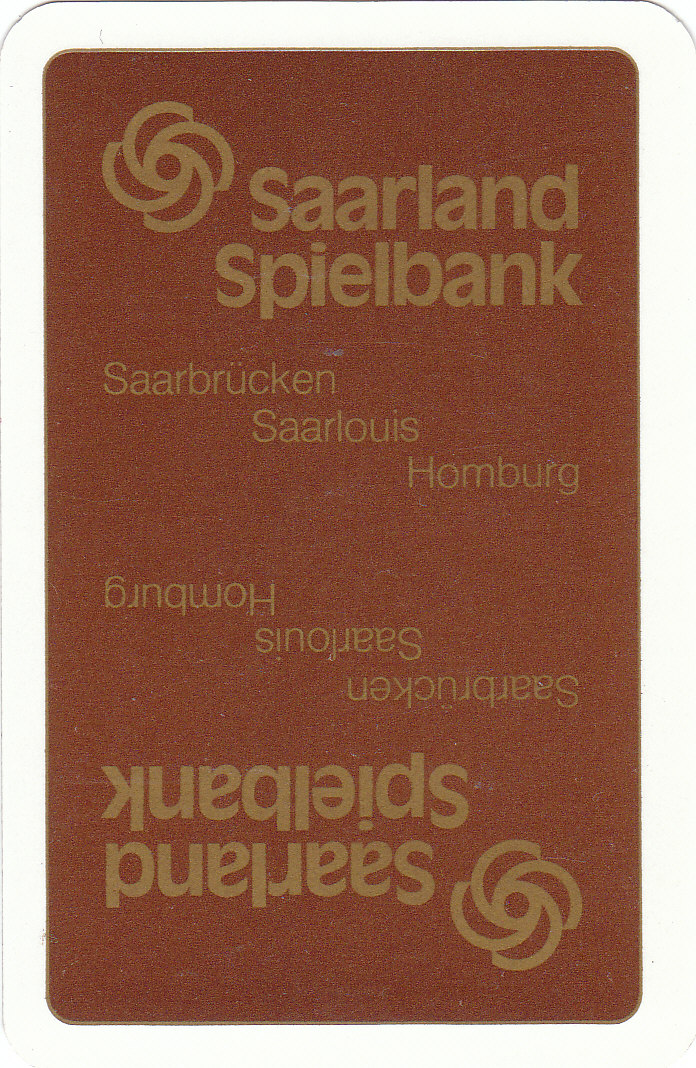 Saarland
Spielbank
Saarbrücken
Saarlouis
Homburg
Homburg
Saarlouis
Saarbrücken
Spielbank
Saarland